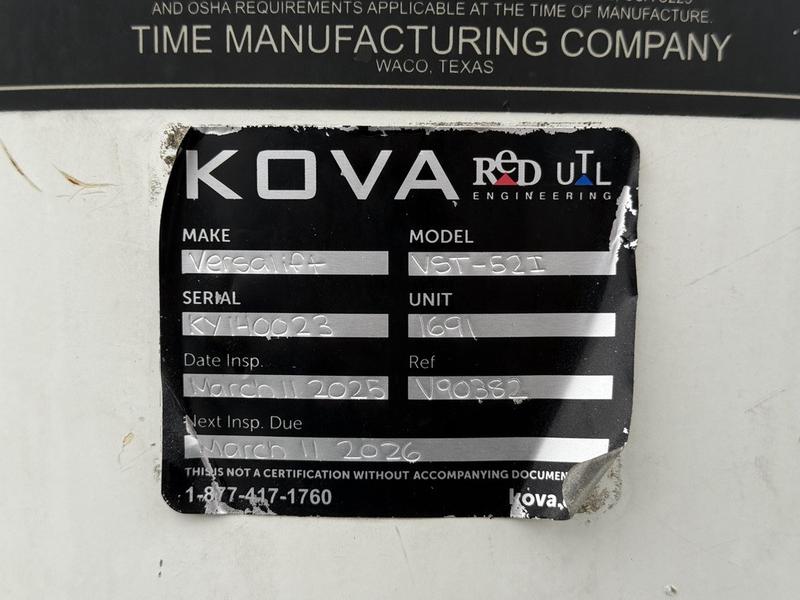 AND OSHA REQUIREMENTS APPLICABLE AT THE TIME OF MANUFACTURE.
TIME MANUFACTURING COMPANY
WACO, TEXAS
KOVA ReD UTL
ENGINEERING
MAKE MODEL
Versalift VST-52I
SERIAL UNIT
KY140023 1691
Date Insp. Ref
March 11 2025 V90382
Next Insp. Due
March 11 2026
THIS IS NOT A CERTIFICATION WITHOUT ACCOMPANYING
1-877-417-1760 kova.